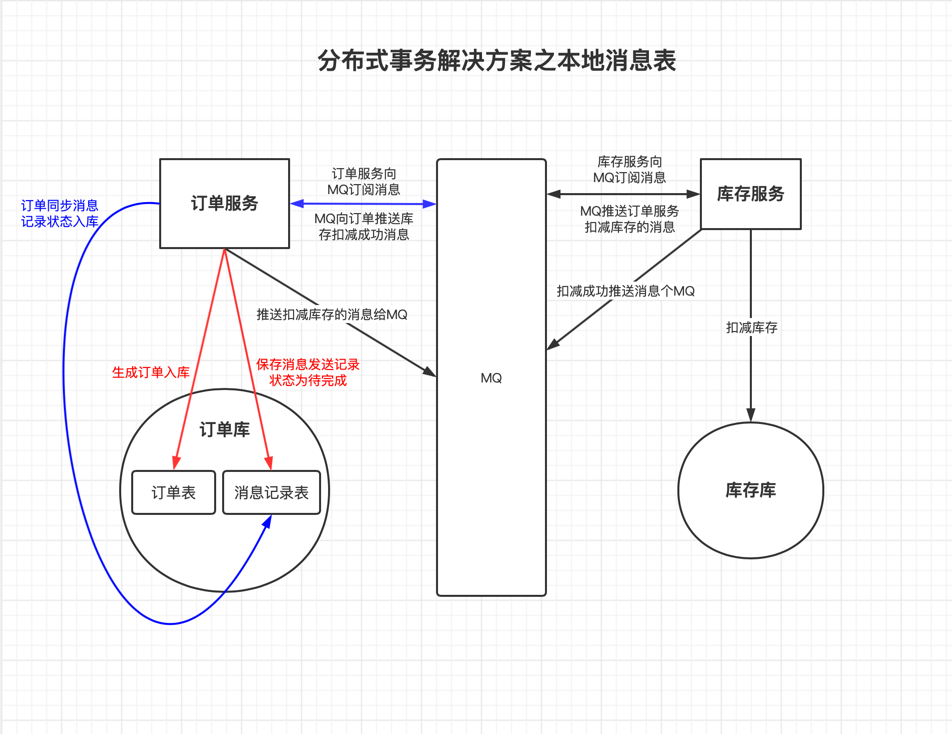 分布式事务解决方案之本地消息表
订单同步消息
记录状态入库
订单服务
订单服务向
MQ订阅消息
MQ向订单推送库
存扣减成功消息
库存服务向
MQ订阅消息
MQ推送订单服务
扣减库存的消息
库存服务
推送扣减库存的消息给MQ
扣减成功推送消息个MQ
扣减库存
生成订单入库
保存消息发送记录
状态为待完成
MQ
订单库
订单表
消息记录表
库存库